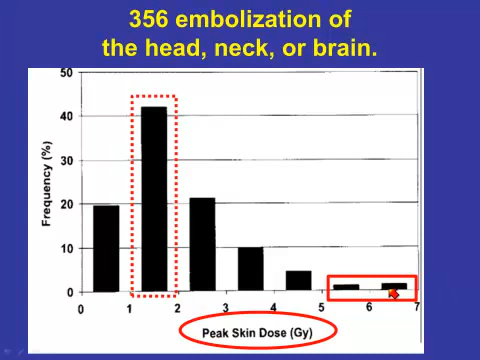 356 embolization of
the head, neck, or brain.
50
40
30
20
10
0
Frequency (%)
0 1 2 3 4 5 6 7
Peak Skin Dose (Gy)